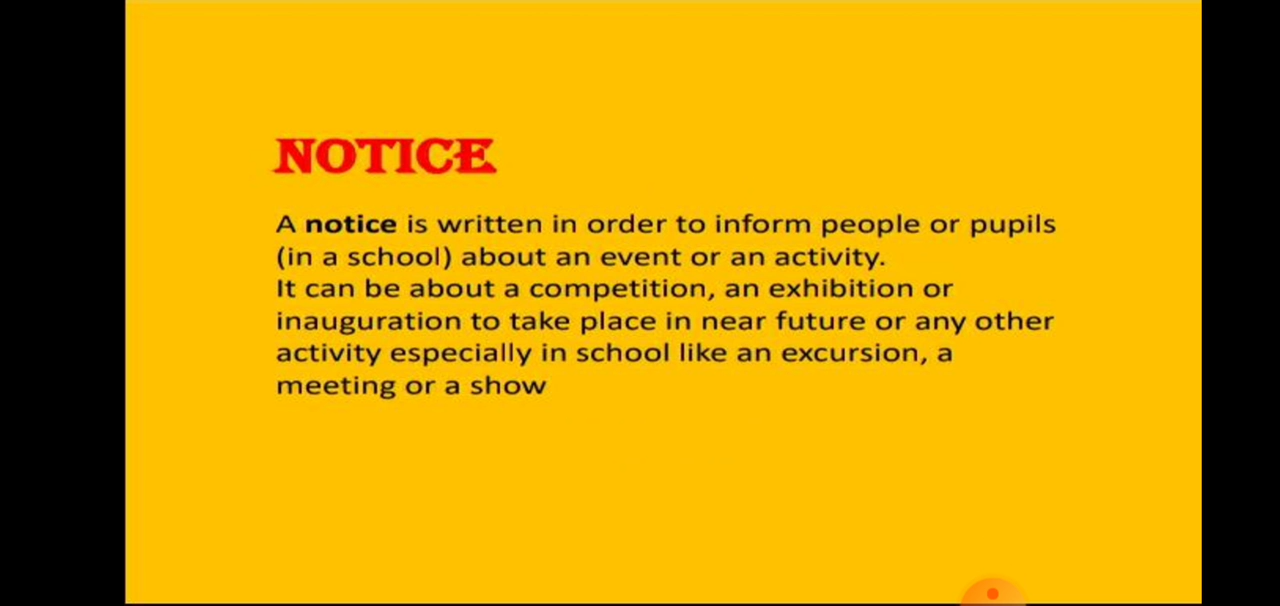 NOTICE
A notice is written in order to inform people or pupils
(in a school) about an event or an activity.
It can be about a competition, an exhibition or
inauguration to take place in near future or any other
activity especially in school like an excursion, a
meeting or a show